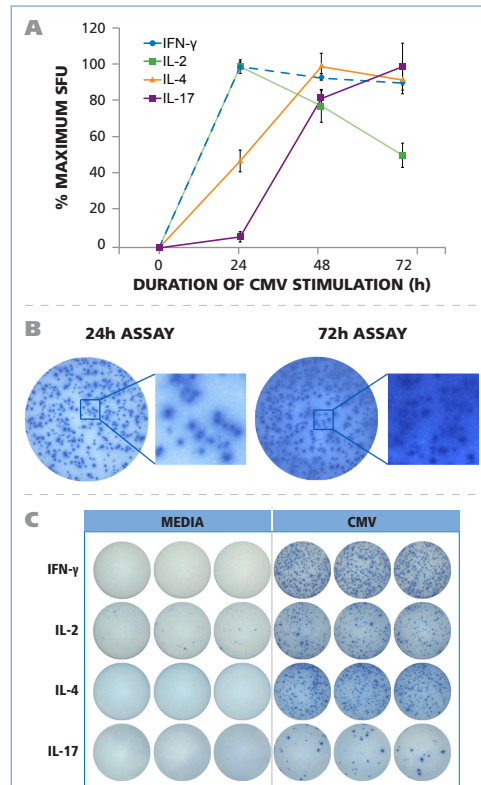 A
% MAXIMUM SFU
120
100
80
60
40
20
0
IFN-γ
IL-2
IL-4
IL-17
0 24 48 72
DURATION OF CMV STIMULATION (h)
B
24h ASSAY 72h ASSAY
C
MEDIA CMV
IFN-γ
IL-2
IL-4
IL-17